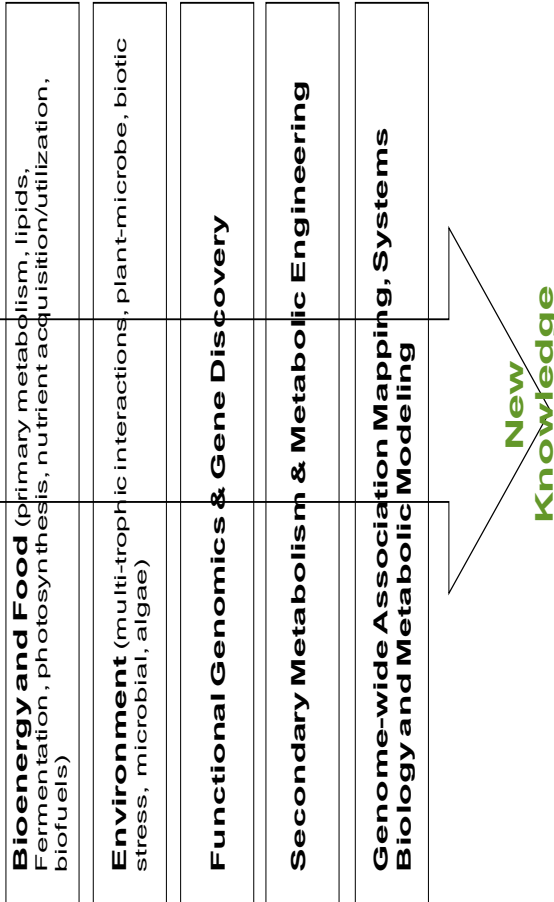 Bioenergy and Food (primary metabolism, lipids,
Fermentation, photosynthesis, nutrient acquisition/utilization,
biofuels)
Environment (multi-trophic interactions, plant-microbe, biotic
stress, microbial, algae)
Functional Genomics & Gene Discovery
Secondary Metabolism & Metabolic Engineering
Genome-wide Association Mapping, Systems
Biology and Metabolic Modeling
New
Knowledge